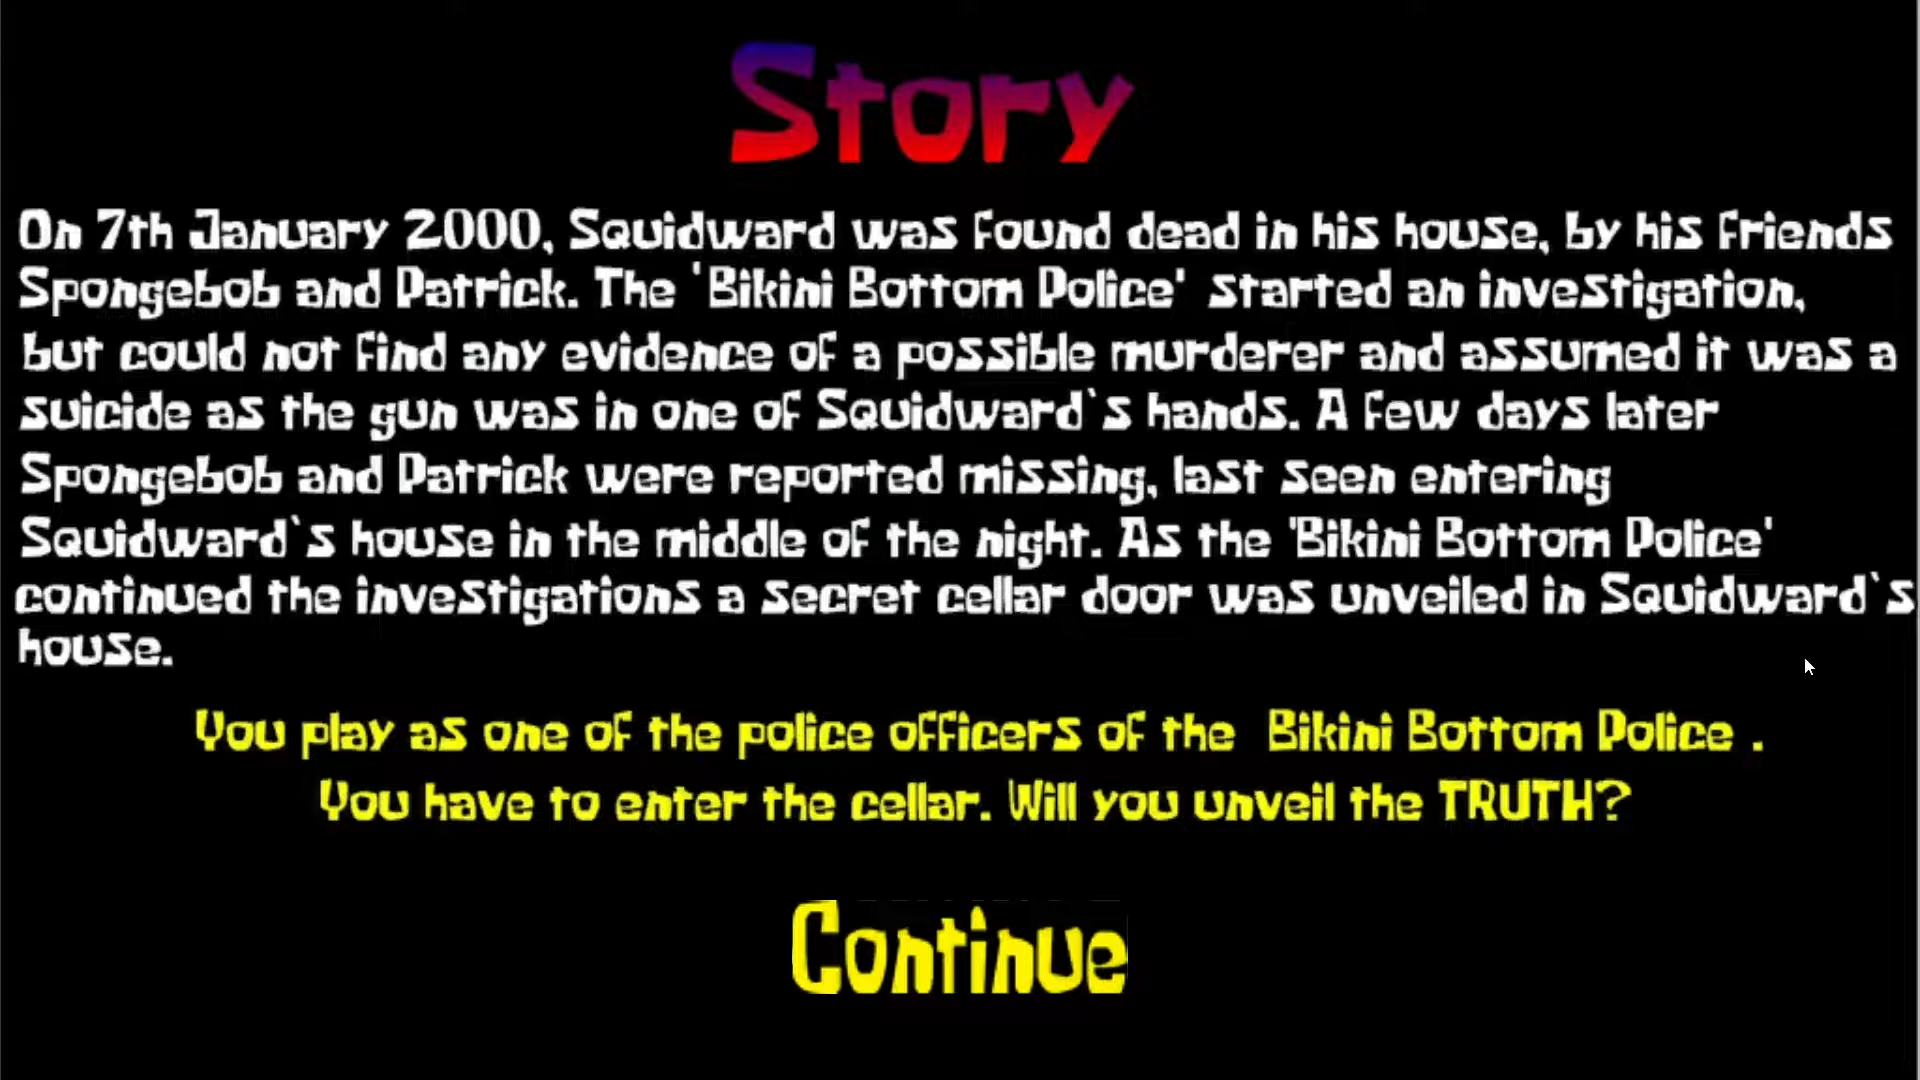 Story
On 7th January 2000, Squidward was found dead in his house, by his friends
Spongebob and Patrick. The 'Bikini Bottom Police' started an investigation,
but could not find any evidence of a possible murderer and assumed it was a
suicide as the gun was in one of Squidward`s hands. A few days later
Spongebob and Patrick were reported missing, last seen entering
Squidward`s house in the middle of the night. As the 'Bikini Bottom Police'
continued the investigations a secret cellar door was unveiled in Squidward`s
house.
You play as one of the police officers of the Bikini Bottom Police .
You have to enter the cellar. Will you unveil the TRUTH?
Continue